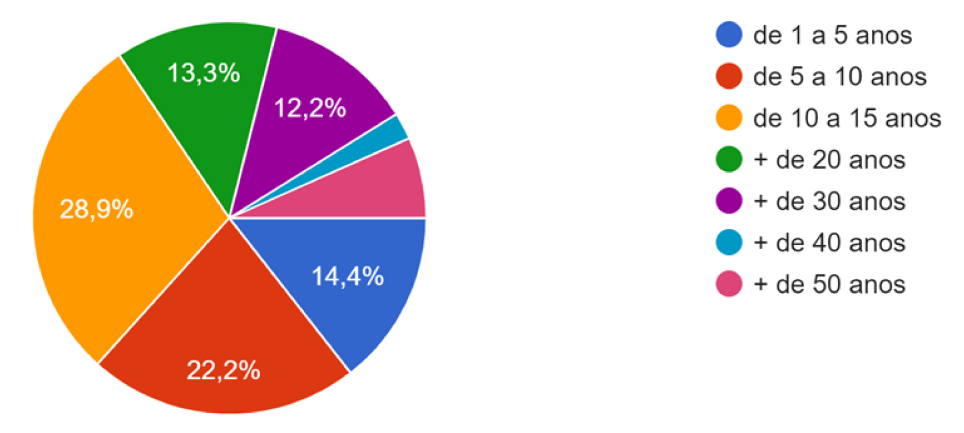 13,3%
12,2%
28,9%
14,4%
22,2%
de 1 a 5 anos
de 5 a 10 anos
de 10 a 15 anos
+ de 20 anos
+ de 30 anos
+ de 40 anos
+ de 50 anos